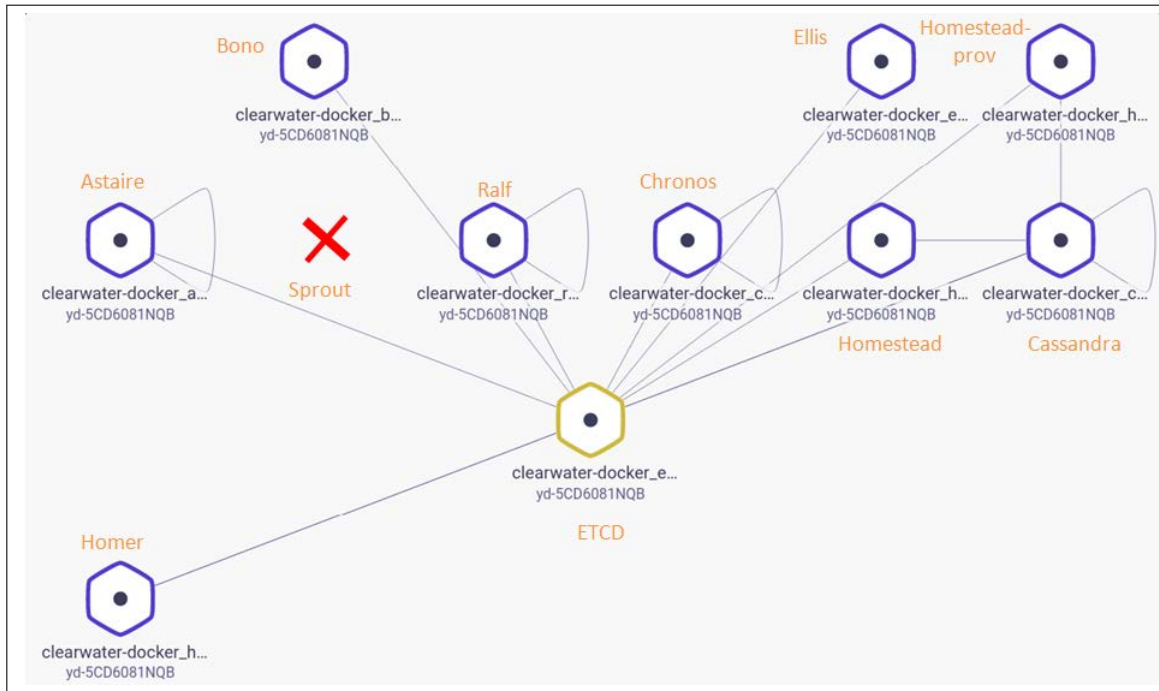 Bono
Ellis
Homestead-
prov
clearwater-docker_b...
yd-5CD6081NQB
clearwater-docker_e...
yd-5CD6081NQB
clearwater-docker_h...
yd-5CD6081NQB
Astaire
Sprout
Ralf
Chronos
clearwater-docker_a...
yd-5CD6081NQB
clearwater-docker_r...
yd-5CD6081NQB
clearwater-docker_c...
yd-5CD6081NQB
clearwater-docker_h...
yd-5CD6081NQB
clearwater-docker_c...
yd-5CD6081NQB
Homestead
Cassandra
clearwater-docker_e...
yd-5CD6081NQB
ETCD
Homer
clearwater-docker_h...
yd-5CD6081NQB